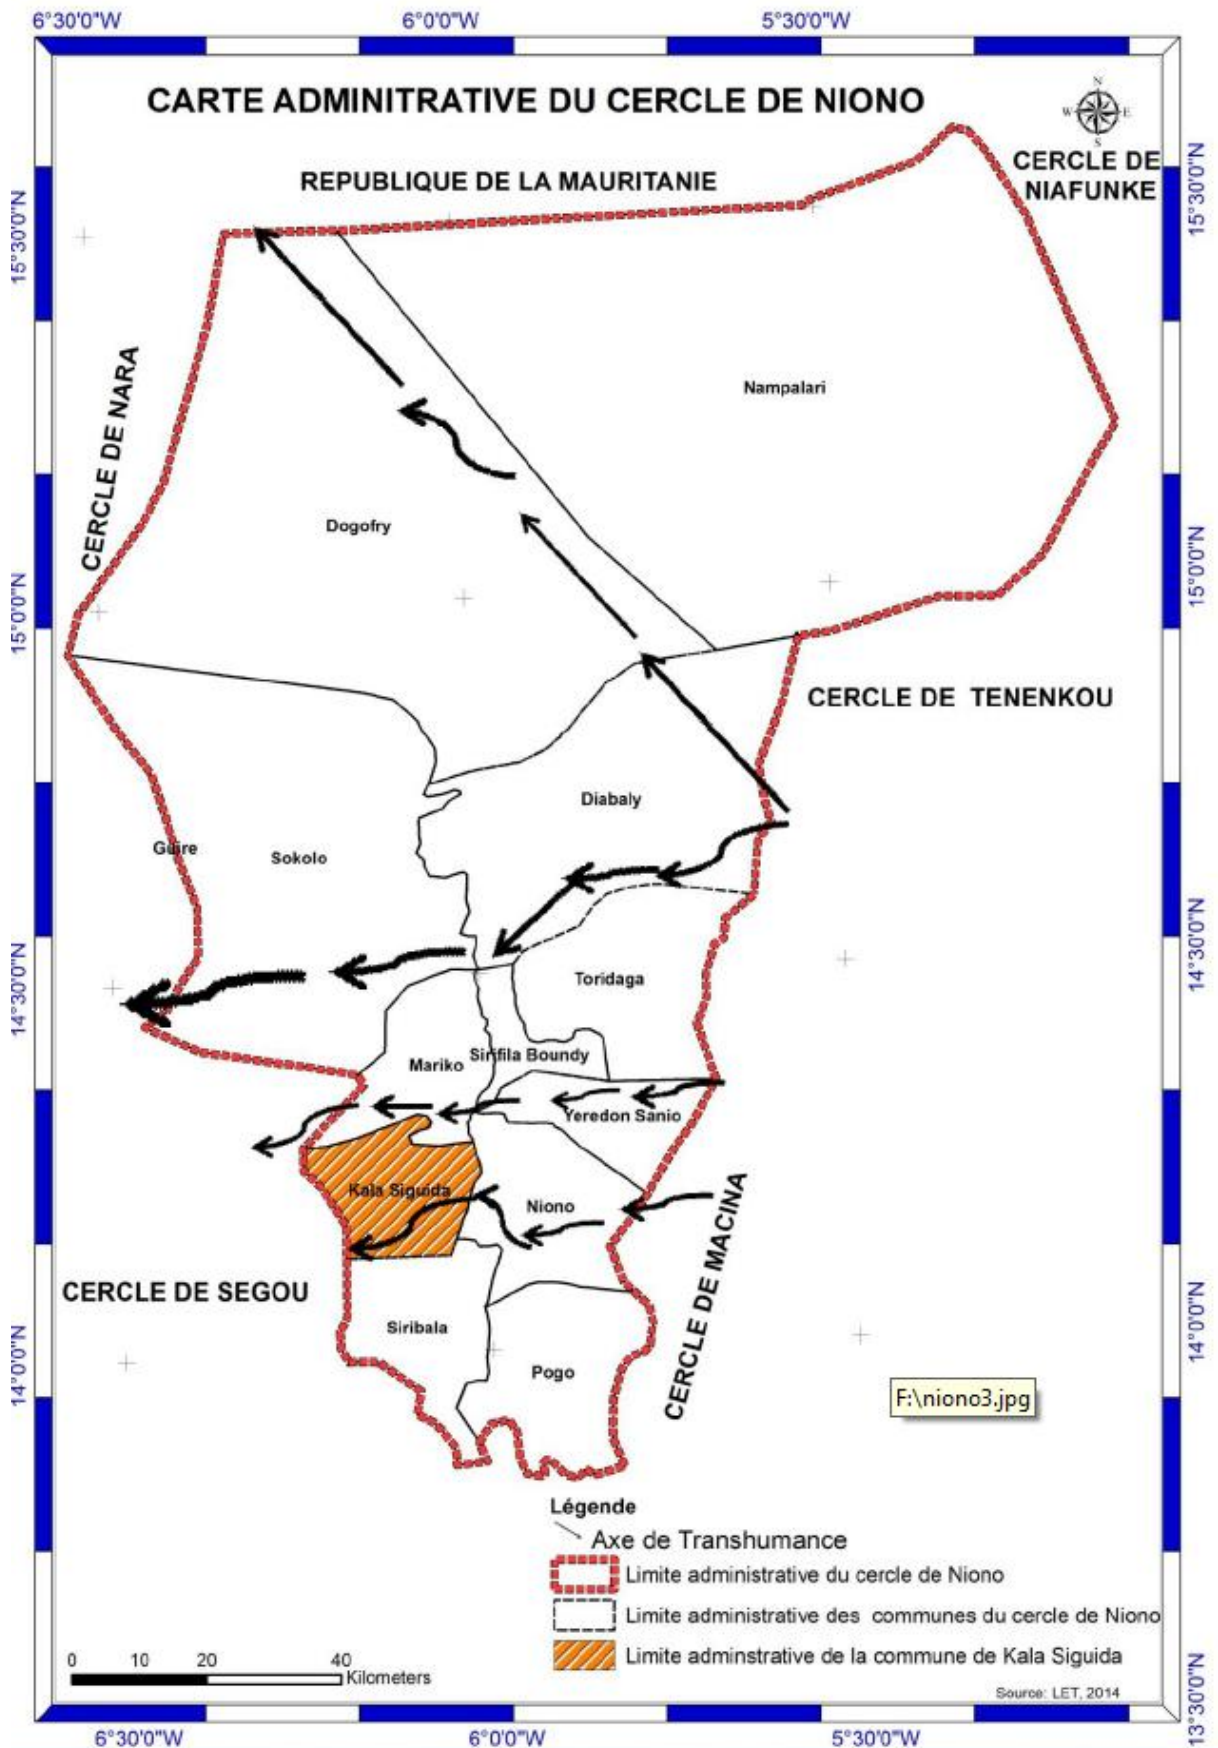 6°30'0"W 6°0'0"W 5°30'0"W
CARTE ADMINITRATIVE DU CERCLE DE NIONO
N
W E
S
CERCLE DE
NIAFUNKE
REPUBLIQUE DE LA MAURITANIE
15°30'0"N
15°30'0"N
CERCLE DE NARA
Nampalari
Dogofry
15°0'0"N
15°0'0"N
CERCLE DE TENENKOU
Diabaly
Guire
Sokolo
14°30'0"N
14°30'0"N
Toridaga
Sirifila Boundy
Mariko
Yeredon Sanio
Kala Siguida
Niono
CERCLE DE MACINA
CERCLE DE SEGOU
Siribala
14°0'0"N
14°0'0"N
Pogo
F:\niono3.jpg
Légende
Axe de Transhumance
Limite administrative du cercle de Niono
Limite administrative des communes du cercle de Niono
Limite adminstrative de la commune de Kala Siguida
0 10 20 40
Kilometers
Source: LET, 2014
13°30'0"N
6°30'0"W 6°0'0"W 5°30'0"W